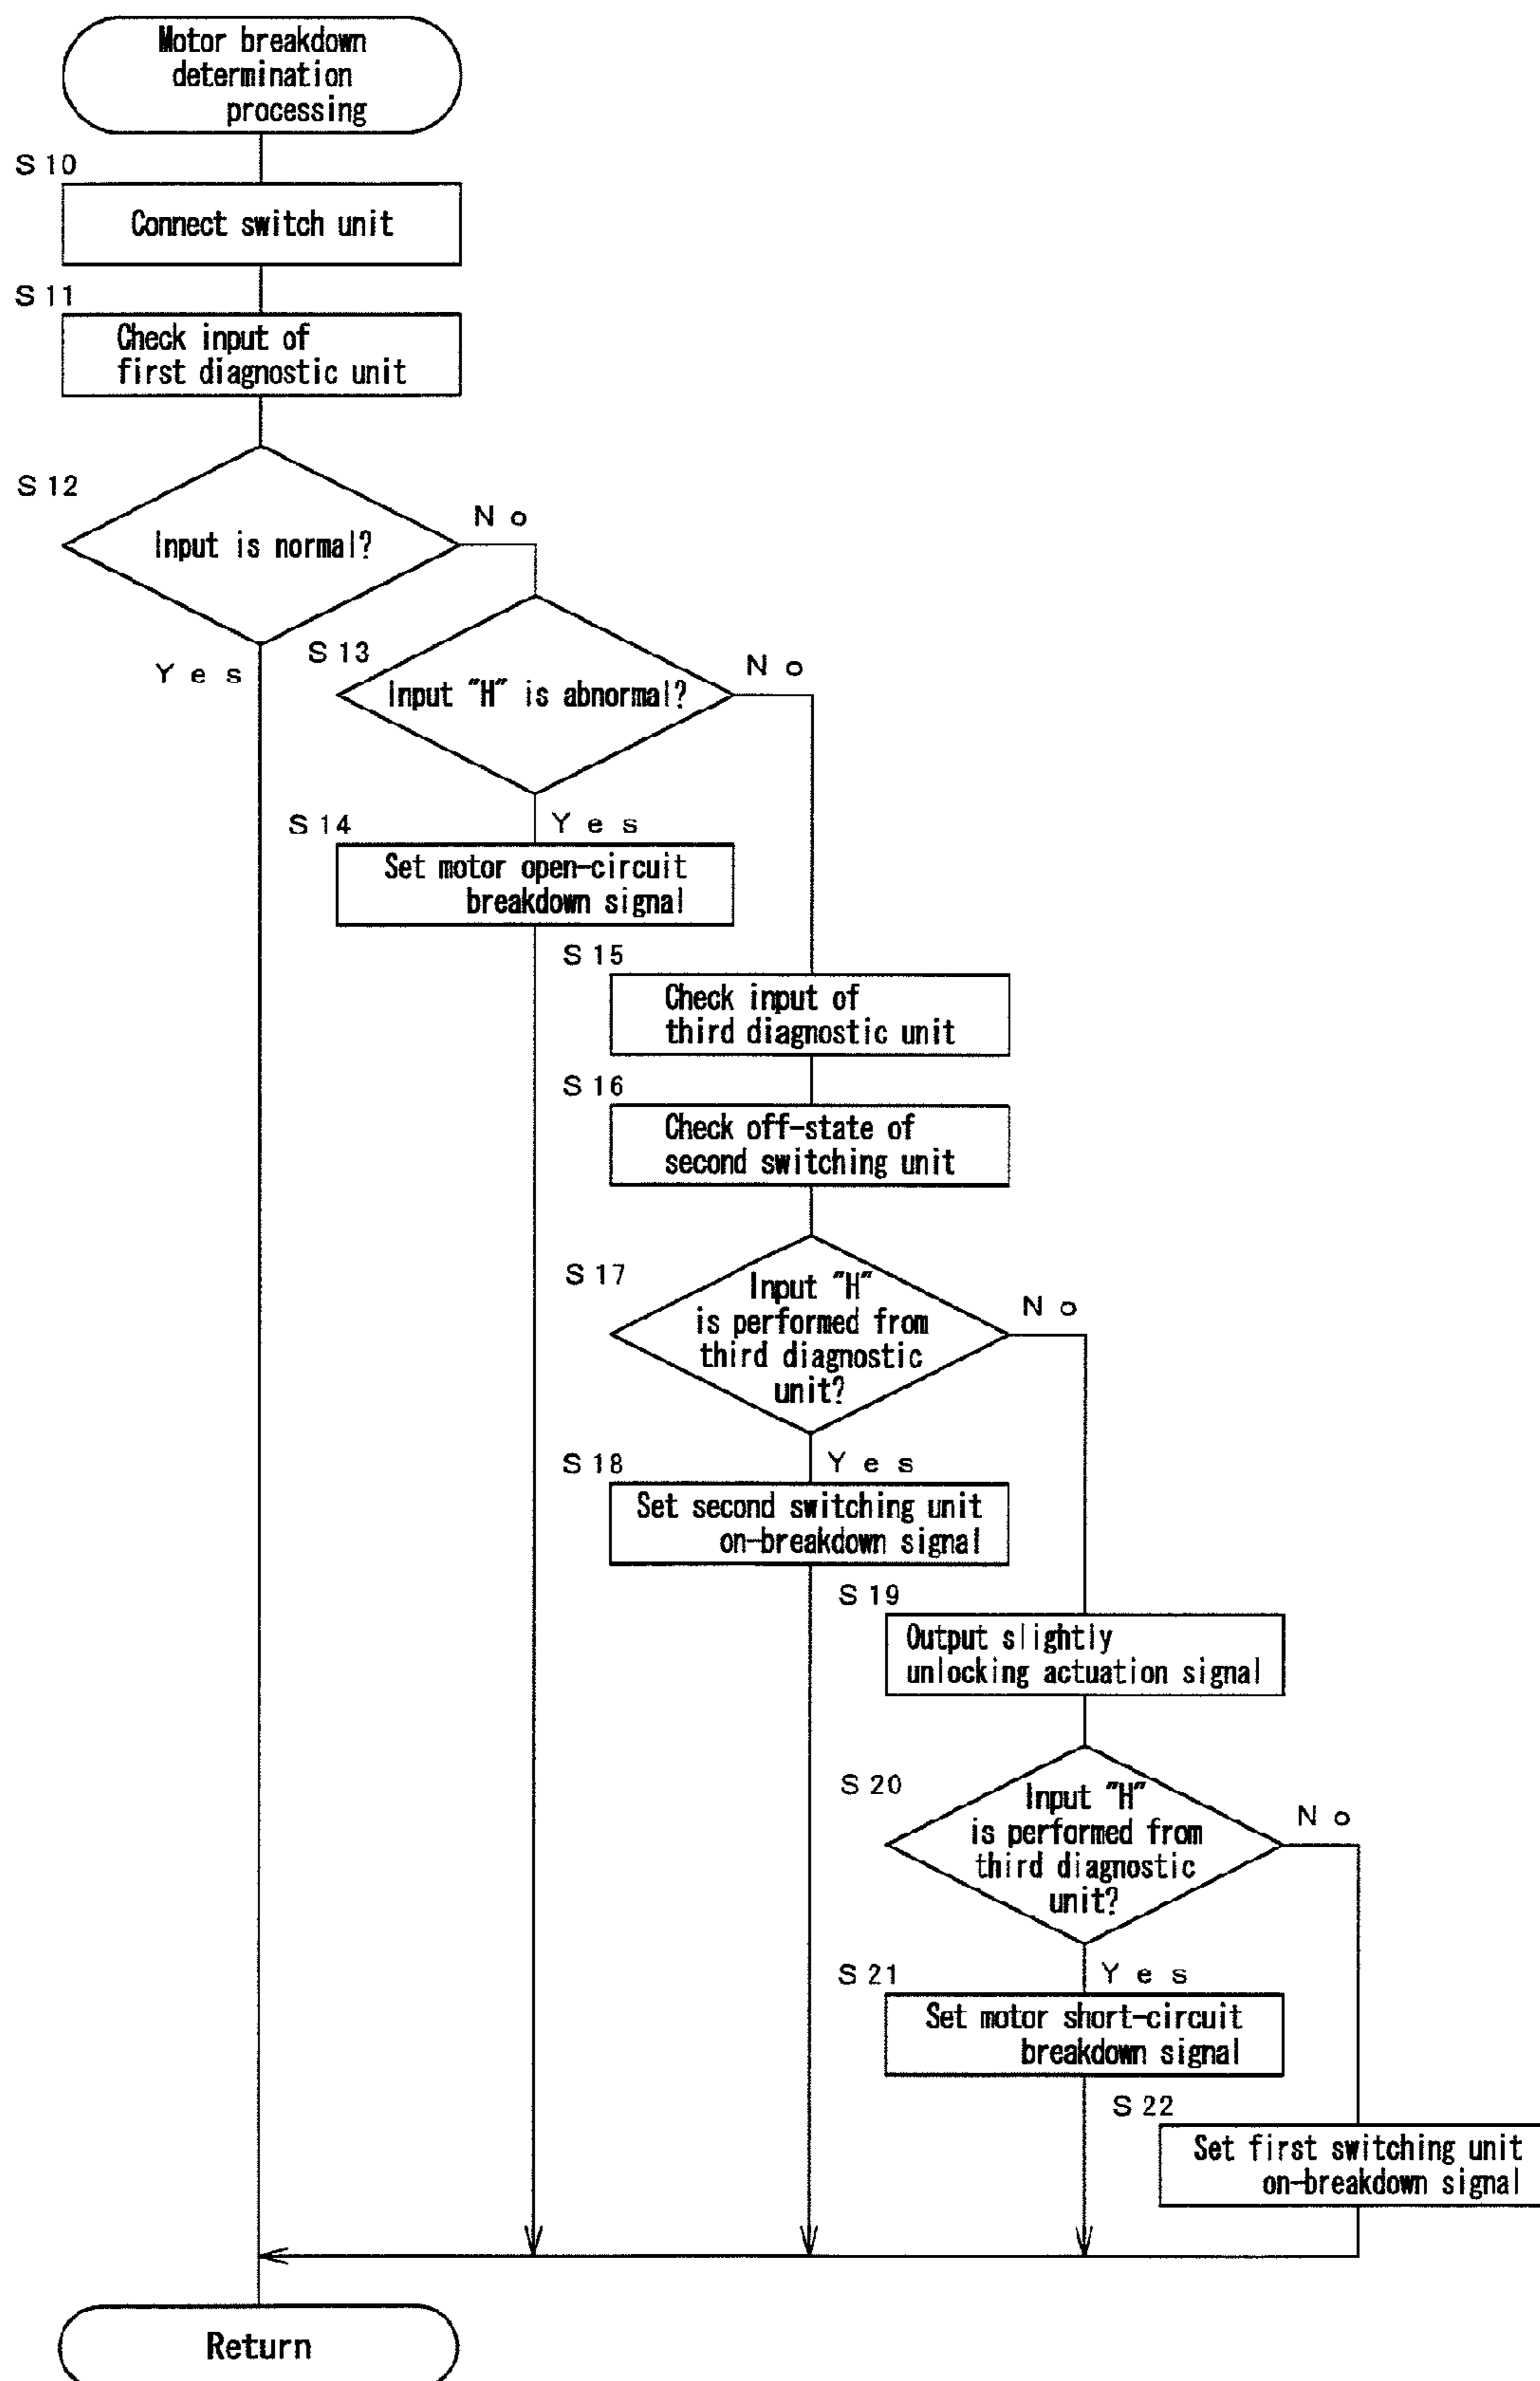 Motor breakdown
determination
processing
S10
Connect switch unit
S11
Check input of
first diagnostic unit
S12
Input is normal?
No
Yes
S13
Input "H" is abnormal?
No
S14
Yes
Set motor open-circuit
breakdown signal
S15
Check input of
third diagnostic unit
S16
Check off-state of
second switching unit
S17
Input "H"
is performed from
third diagnostic
unit?
No
S18
Yes
Set second switching unit
on-breakdown signal
S19
Output slightly
unlocking actuation signal
S20
Input "H"
is performed from
third diagnostic
unit?
No
S21
Yes
Set motor short-circuit
breakdown signal
S22
Set first switching unit
on-breakdown signal
Return